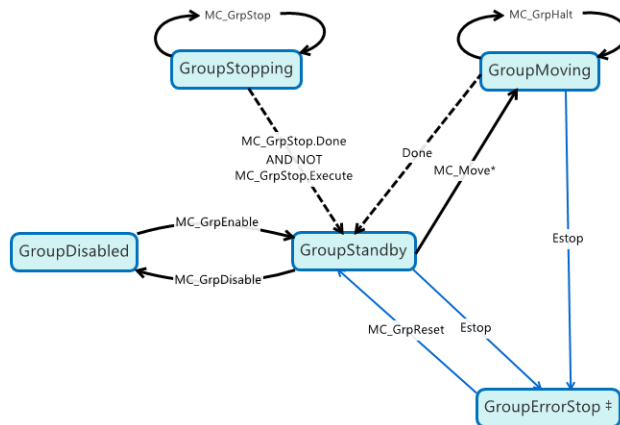 MC_GrpStop
MC_GrpHalt
GroupStopping
GroupMoving
MC_GrpStop.Done
AND NOT
MC_GrpStop.Execute
Done
MC_Move*
MC_GrpEnable
GroupDisabled
GroupStandby
Estop
MC_GrpDisable
Estop
MC_GrpReset
GroupErrorStop ‡